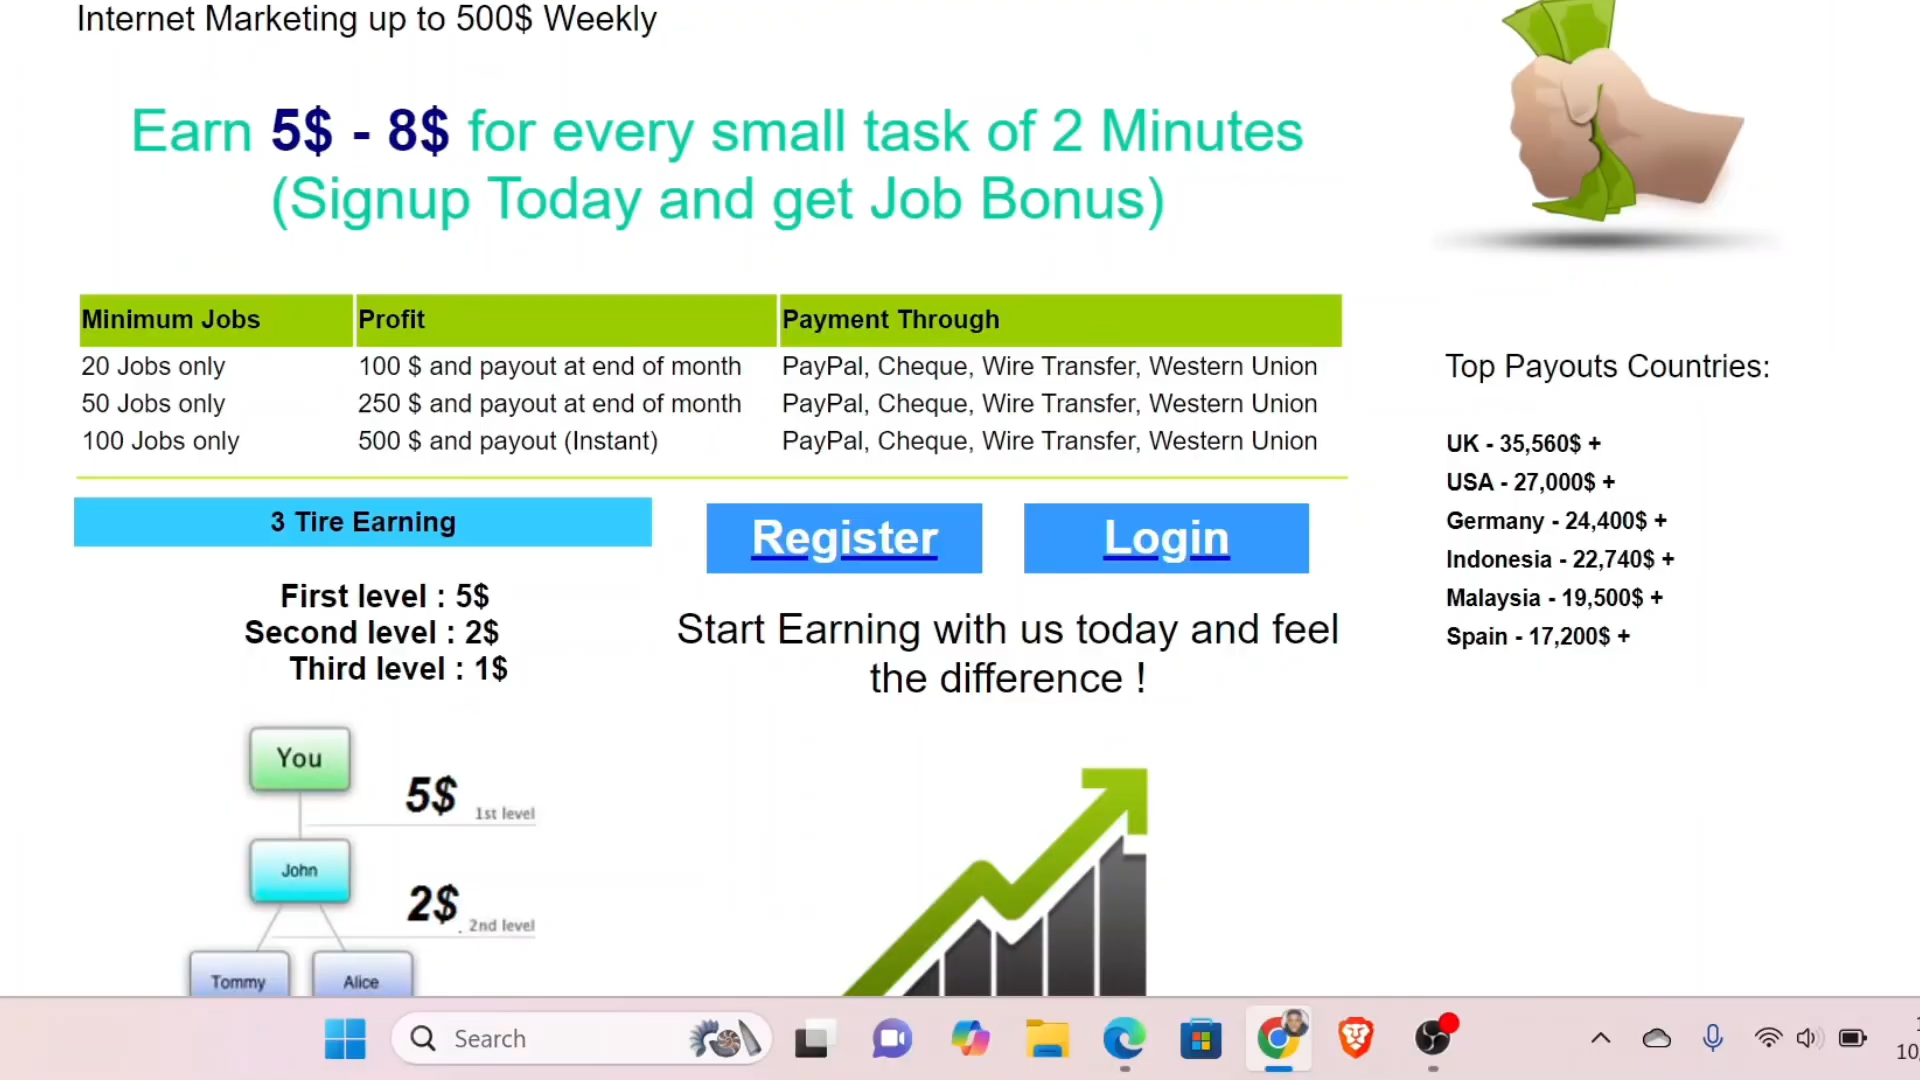 Internet Marketing up to 500$ Weekly
Earn 5$ - 8$ for every small task of 2 Minutes
(Signup Today and get Job Bonus)
Minimum Jobs Profit Payment Through
20 Jobs only 100 $ and payout at end of month PayPal, Cheque, Wire Transfer, Western Union
50 Jobs only 250 $ and payout at end of month PayPal, Cheque, Wire Transfer, Western Union
100 Jobs only 500 $ and payout (Instant) PayPal, Cheque, Wire Transfer, Western Union
3 Tire Earning
First level : 5$
Second level : 2$
Third level : 1$
You
5$ 1st level
John
2$ 2nd level
Tommy Alice
Register Login
Start Earning with us today and feel
the difference !
Top Payouts Countries:
UK - 35,560$ +
USA - 27,000$ +
Germany - 24,400$ +
Indonesia - 22,740$ +
Malaysia - 19,500$ +
Spain - 17,200$ +
Search